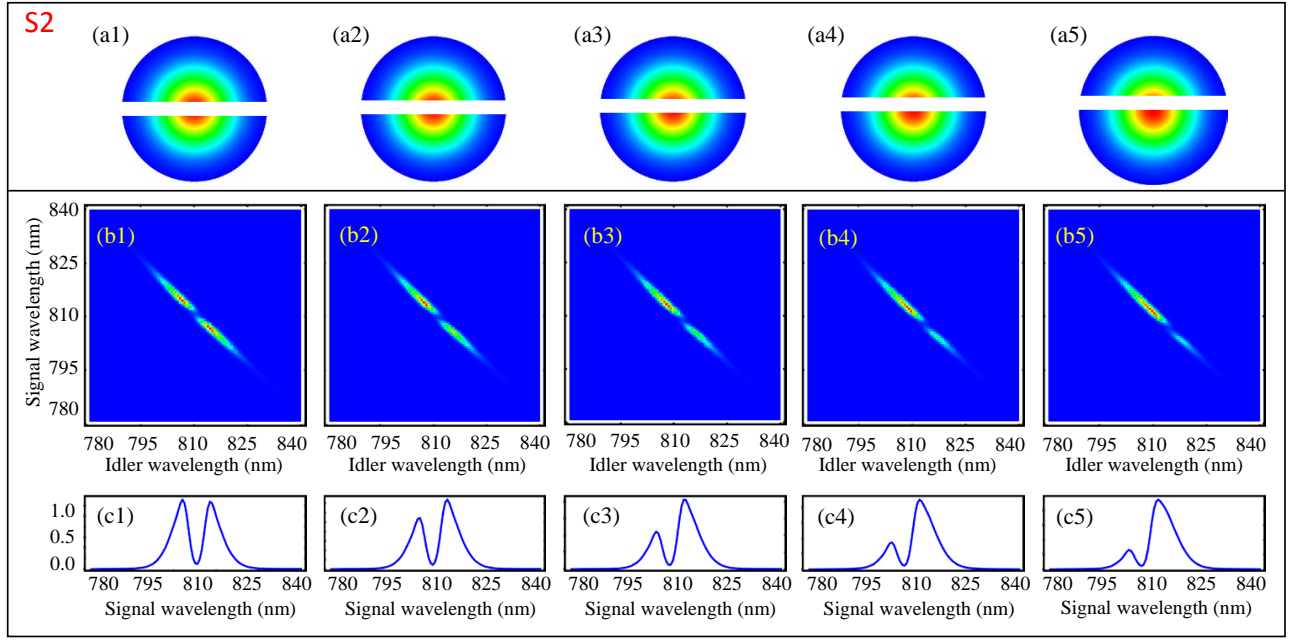 S2
(a1) (a2) (a3) (a4) (a5)
840
825
810
795
780
Signal wavelength (nm)
(b1) (b2) (b3) (b4) (b5)
780 795 810 825 840 780 795 810 825 840 780 795 810 825 840 780 795 810 825 840 780 795 810 825 840
Idler wavelength (nm) Idler wavelength (nm) Idler wavelength (nm) Idler wavelength (nm) Idler wavelength (nm)
1.0
0.5
0.0
(c1) (c2) (c3) (c4) (c5)
780 795 810 825 840 780 795 810 825 840 780 795 810 825 840 780 795 810 825 840 780 795 810 825 840
Signal wavelength (nm) Signal wavelength (nm) Signal wavelength (nm) Signal wavelength (nm) Signal wavelength (nm)